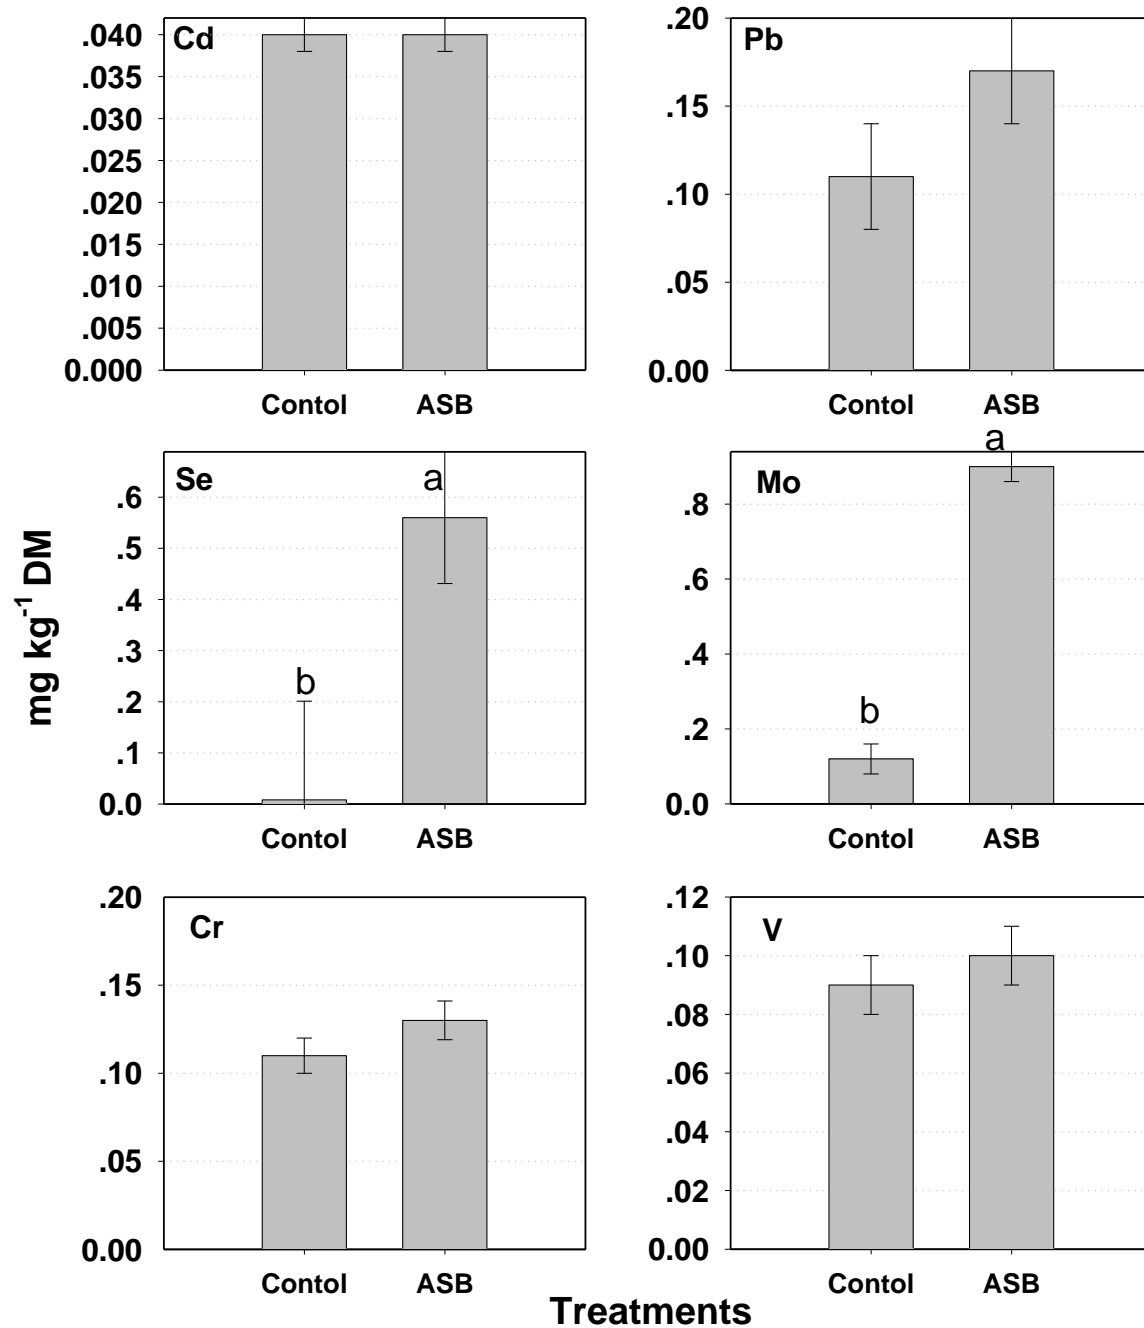 Cd
.040
.035
.030
.025
.020
.015
.010
.005
0.000
Contol ASB
Pb
.20
.15
.10
.05
0.00
Contol ASB
Se
.6
.5
.4
.3
.2
.1
0.0
b
a
Contol ASB
Mo
.8
.6
.4
.2
0.0
b
a
Contol ASB
mg kg-1 DM
Cr
.20
.15
.10
.05
0.00
Contol ASB
V
.12
.10
.08
.06
.04
.02
0.00
Contol ASB
Treatments